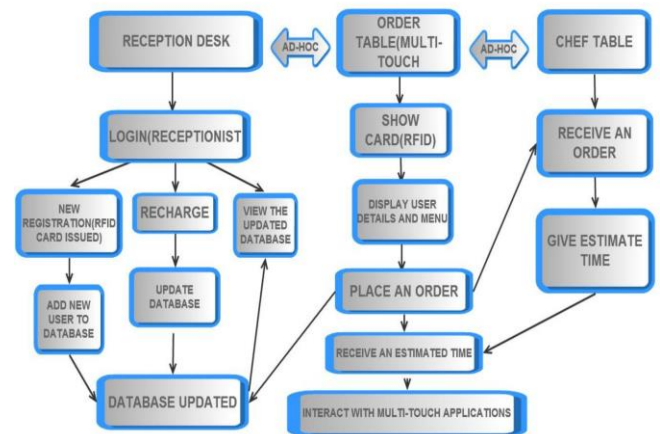 RECEPTION DESK
AD-HOC
ORDER
TABLE(MULTI-
TOUCH
AD-HOC
CHEF TABLE
LOGIN(RECEPTIONIST
SHOW
CARD(RFID)
RECEIVE AN
ORDER
NEW
REGISTRATION(RFID
CARD ISSUED)
RECHARGE
VIEW THE
UPDATED
DATABASE
DISPLAY USER
DETAILS AND MENU
GIVE ESTIMATE
TIME
ADD NEW
USER TO
DATABASE
UPDATE
DATABASE
PLACE AN ORDER
RECEIVE AN ESTIMATED TIME
DATABASE UPDATED
INTERACT WITH MULTI-TOUCH APPLICATIONS